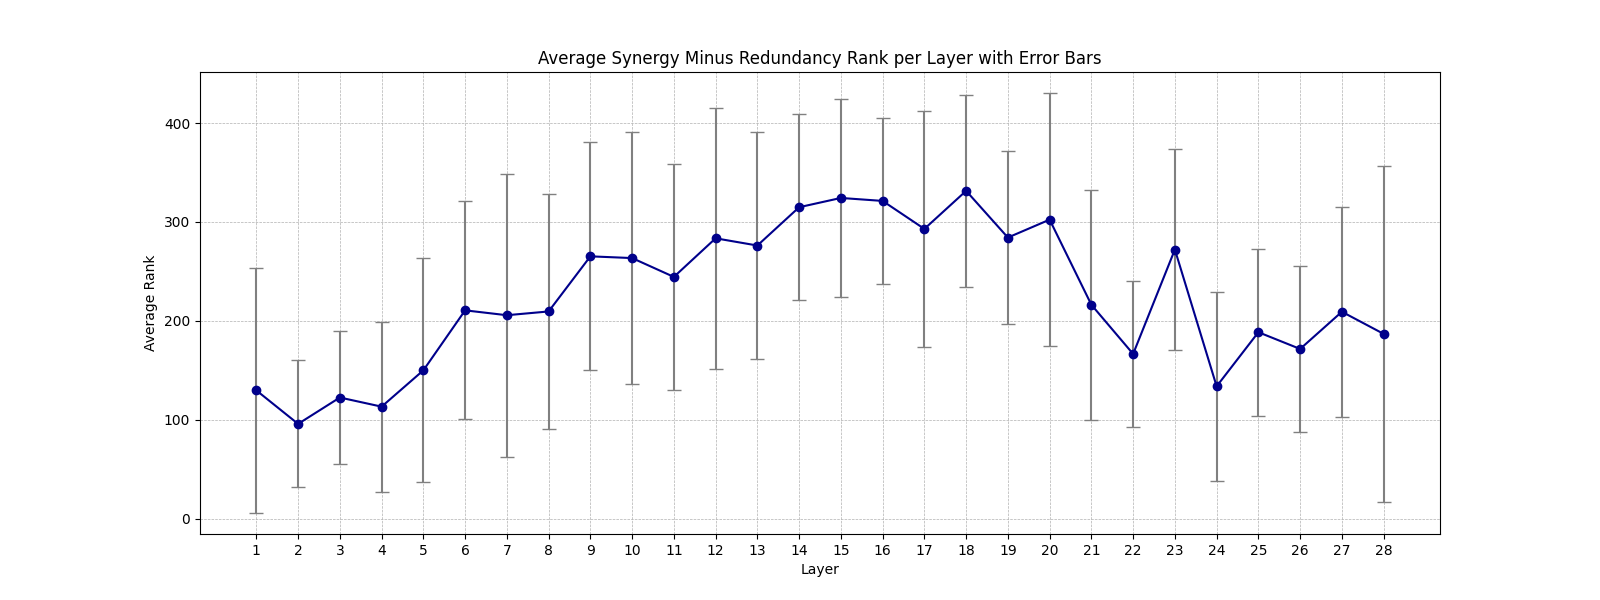 Average Synergy Minus Redundancy Rank per Layer with Error Bars
Average Rank
400
300
200
100
0
1 2 3 4 5 6 7 8 9 10 11 12 13 14 15 16 17 18 19 20 21 22 23 24 25 26 27 28
Layer